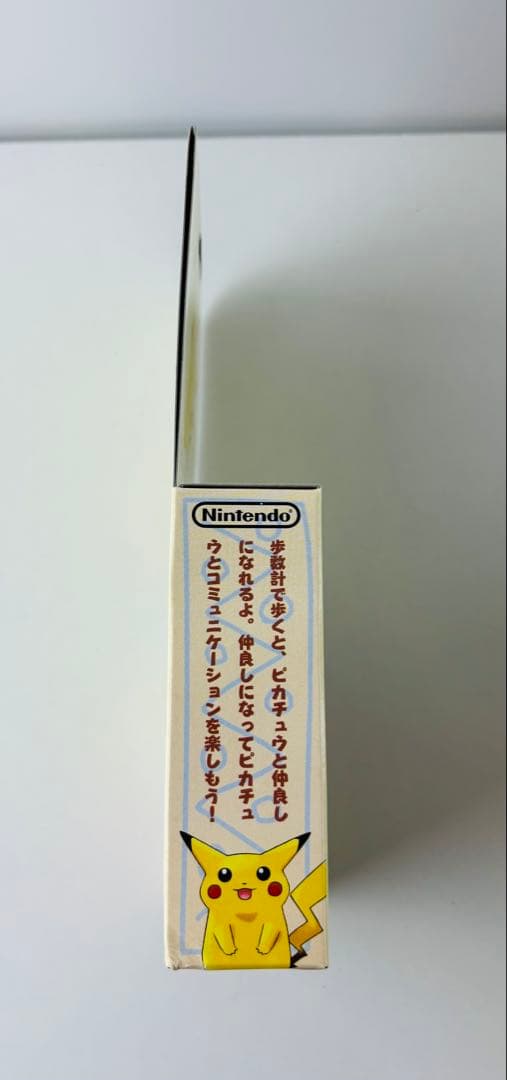 Nintendo®
歩数計で歩くと、ピカチュウと仲良し
になれるよ。仲良しになってピカチュ
ウとコミュニケーションを楽しもう!